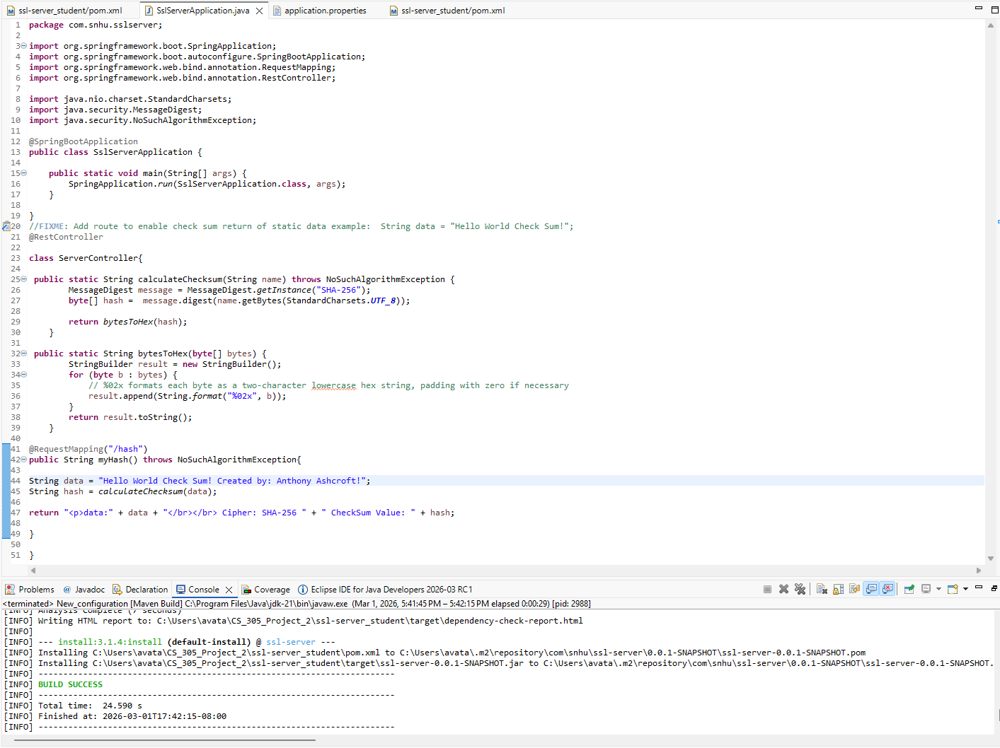 ssl-server_student/pom.xml SslServerApplication.java application.properties ssl-server_student/pom.xml
1 package com.snhu.sslserver;
2
3 import org.springframework.boot.SpringApplication;
4 import org.springframework.boot.autoconfigure.SpringBootApplication;
5 import org.springframework.web.bind.annotation.RequestMapping;
6 import org.springframework.web.bind.annotation.RestController;
7
8 import java.nio.charset.StandardCharsets;
9 import java.security.MessageDigest;
10 import java.security.NoSuchAlgorithmException;
11
12 @SpringBootApplication
13 public class SslServerApplication {
14
15     public static void main(String[] args) {
16         SpringApplication.run(SslServerApplication.class, args);
17     }
18
19 }
20 //FIXME: Add route to enable check sum return of static data example:  String data = "Hello World Check Sum!";
21 @RestController
22
23 class ServerController{
24
25  public static String calculateChecksum(String name) throws NoSuchAlgorithmException {
26         MessageDigest message = MessageDigest.getInstance("SHA-256");
27         byte[] hash =  message.digest(name.getBytes(StandardCharsets.UTF_8));
28
29         return bytesToHex(hash);
30     }
31
32  public static String bytesToHex(byte[] bytes) {
33         StringBuilder result = new StringBuilder();
34         for (byte b : bytes) {
35             // %02x formats each byte as a two-character lowercase hex string, padding with zero if necessary
36             result.append(String.format("%02x", b));
37         }
38         return result.toString();
39     }
40
41 @RequestMapping("/hash")
42 public String myHash() throws NoSuchAlgorithmException{
43
44 String data = "Hello World Check Sum! Created by: Anthony Ashcroft!";
45 String hash = calculateChecksum(data);
46
47 return "<p>data:" + data + "</br></br> Cipher: SHA-256 " + " CheckSum Value: " + hash;
48
49 }
50
51 }
Problems Javadoc Declaration Console Coverage Eclipse IDE for Java Developers 2026-03 RC1
<terminated> New_configuration [Maven Build] C:\Program Files\Java\jdk-21\bin\javaw.exe (Mar 1, 2026, 5:41:45 PM – 5:42:15 PM elapsed 0:00:29) [pid: 2988]
[INFO] Analysis Complete (7 seconds)
[INFO] Writing HTML report to: C:\Users\avata\CS_305_Project_2\ssl-server_student\target\dependency-check-report.html
[INFO]
[INFO] --- install:3.1.4:install (default-install) @ ssl-server ---
[INFO] Installing C:\Users\avata\CS_305_Project_2\ssl-server_student\pom.xml to C:\Users\avata\.m2\repository\com\snhu\ssl-server\0.0.1-SNAPSHOT\ssl-server-0.0.1-SNAPSHOT.pom
[INFO] Installing C:\Users\avata\CS_305_Project_2\ssl-server_student\target\ssl-server-0.0.1-SNAPSHOT.jar to C:\Users\avata\.m2\repository\com\snhu\ssl-server\0.0.1-SNAPSHOT\ssl-server-0.0.1-SNAPSHOT.
[INFO] ------------------------------------------------------------------------
[INFO] BUILD SUCCESS
[INFO] ------------------------------------------------------------------------
[INFO] Total time:  24.590 s
[INFO] Finished at: 2026-03-01T17:42:15-08:00
[INFO] ------------------------------------------------------------------------